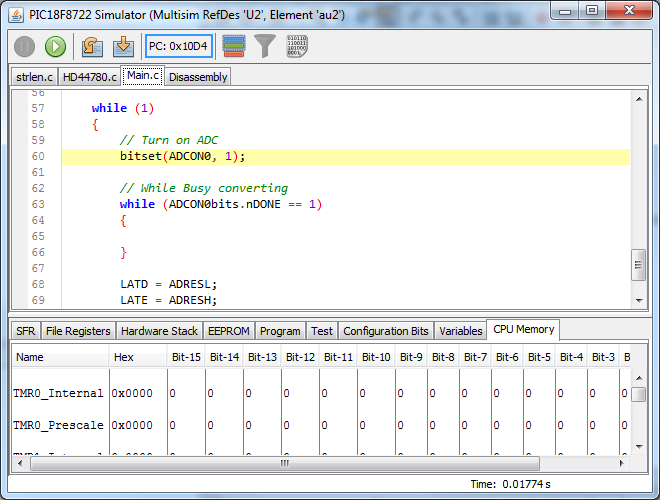 PIC18F8722 Simulator (Multisim RefDes 'U2', Element 'au2')
PC: 0x10D4
strlen.c HD44780.c Main.c Disassembly
56
57 while (1)
58 {
59 // Turn on ADC
60 bitset(ADCON0, 1);
61
62 // While Busy converting
63 while (ADCON0bits.nDONE == 1)
64 {
65
66 }
67
68 LATD = ADRESL;
69 LATE = ADRESH;
SFR File Registers Hardware Stack EEPROM Program Test Configuration Bits Variables CPU Memory
Name Hex Bit-15 Bit-14 Bit-13 Bit-12 Bit-11 Bit-10 Bit-9 Bit-8 Bit-7 Bit-6 Bit-5 Bit-4 Bit-3 B
TMR0_Internal 0x0000 0 0 0 0 0 0 0 0 0 0 0 0 0 0
TMR0_Prescale 0x0000 0 0 0 0 0 0 0 0 0 0 0 0 0 0
Time: 0.01774 s